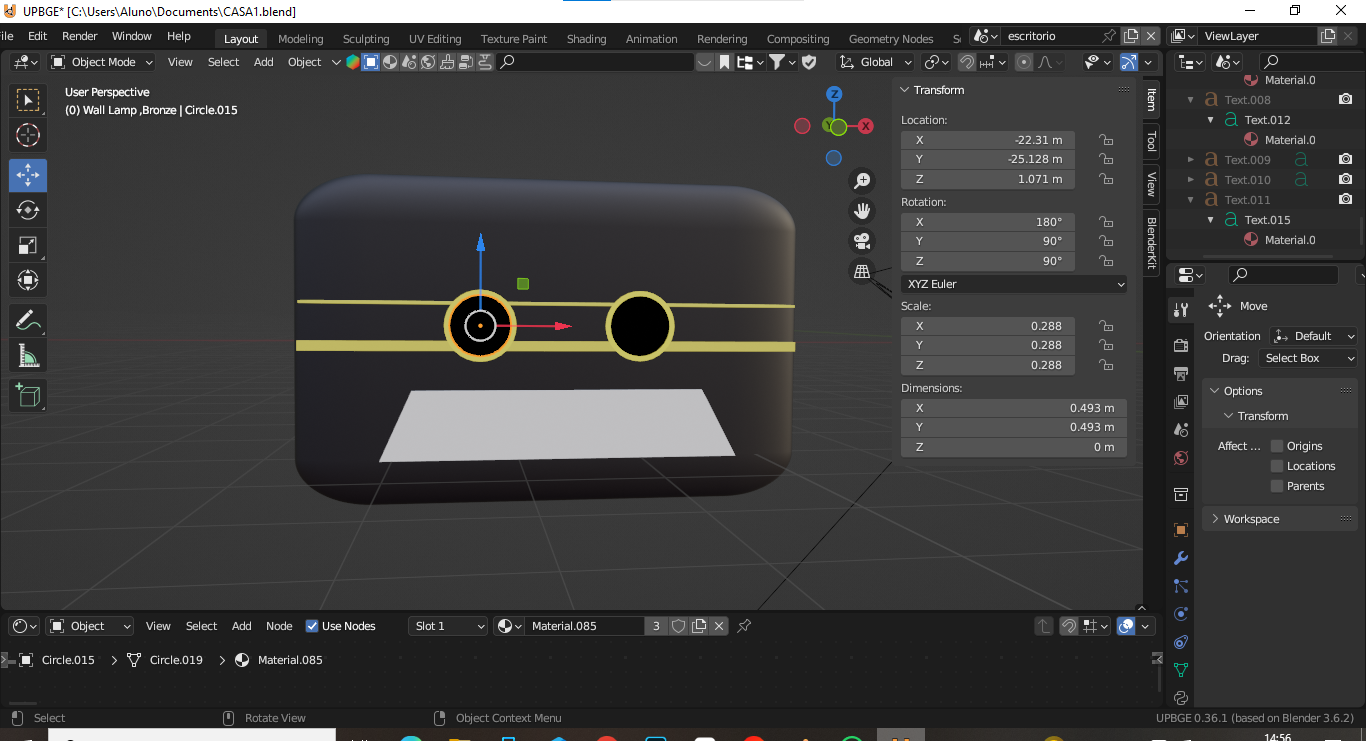 UPBGE* [C:\Users\Aluno\Documents\CASA1.blend]
ile Edit Render Window Help Layout Modeling Sculpting UV Editing Texture Paint Shading Animation Rendering Compositing Geometry Nodes escritorio ViewLayer
Object Mode View Select Add Object Global
User Perspective
(0) Wall Lamp ,Bronze | Circle.015
Z
X
Y
Transform
Location:
X -22.31 m
Y -25.128 m
Z 1.071 m
Rotation:
X 180°
Y 90°
Z 90°
XYZ Euler
Scale:
X 0.288
Y 0.288
Z 0.288
Dimensions:
X 0.493 m
Y 0.493 m
Z 0 m
Item
Tool
View
BlenderKit
Material.0
Text.008
Text.012
Material.0
Text.009
Text.010
Text.011
Text.015
Material.0
Move
Orientation Default
Drag: Select Box
Options
Transform
Affect ... Origins
Locations
Parents
Workspace
Object View Select Add Node Use Nodes Slot 1 Material.085 3
Circle.015 > Circle.019 > Material.085
Select Rotate View Object Context Menu UPBGE 0.36.1 (based on Blender 3.6.2)
14:56